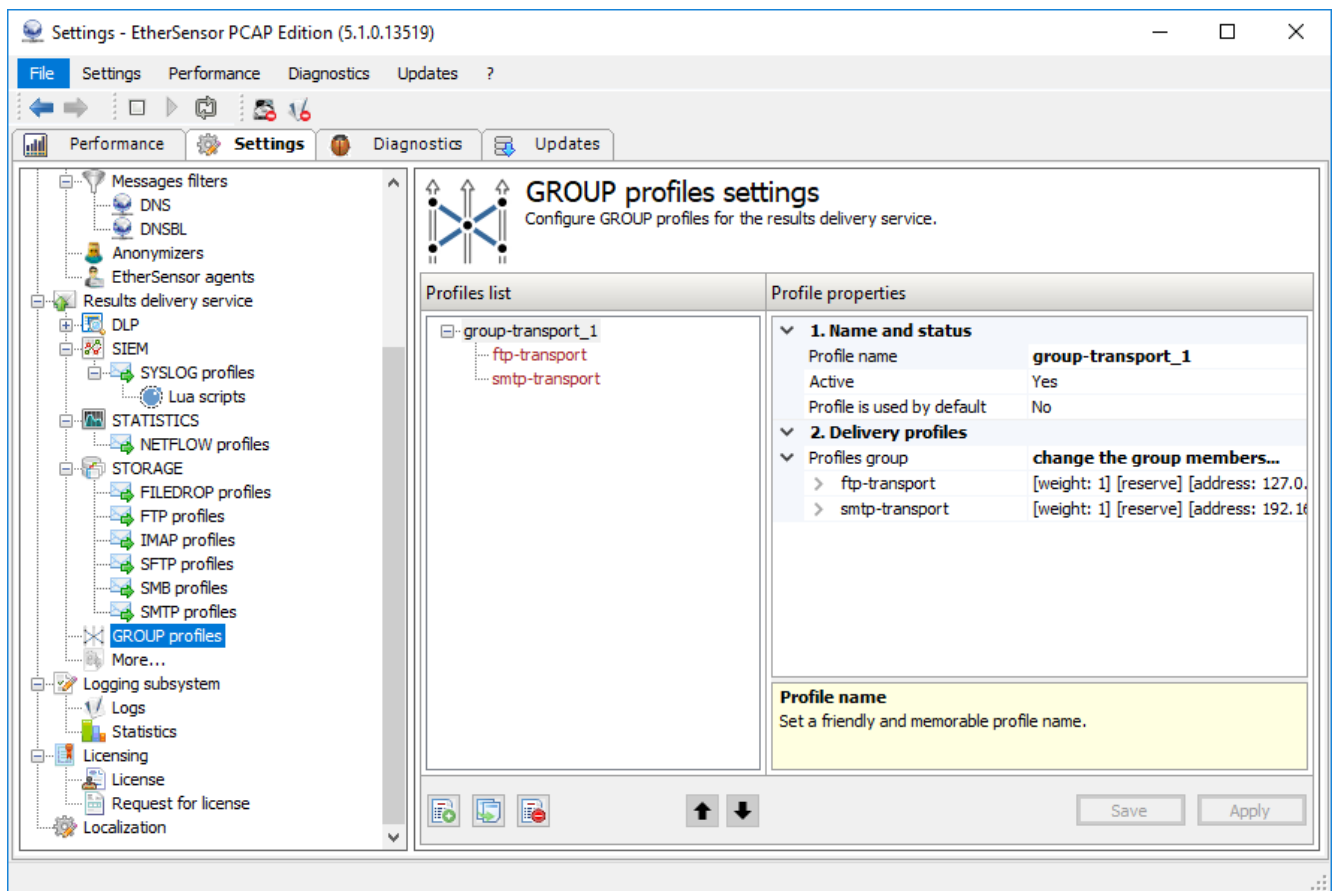 Settings - EtherSensor PCAP Edition (5.1.0.13519)
File Settings Performance Diagnostics Updates ?
Performance Settings Diagnostics Updates
Messages filters
DNS
DNSBL
Anonymizers
EtherSensor agents
Results delivery service
DLP
SIEM
SYSLOG profiles
Lua scripts
STATISTICS
NETFLOW profiles
STORAGE
FILEDROP profiles
FTP profiles
IMAP profiles
SFTP profiles
SMB profiles
SMTP profiles
GROUP profiles
More...
Logging subsystem
Logs
Statistics
Licensing
License
Request for license
Localization
GROUP profiles settings
Configure GROUP profiles for the results delivery service.
Profiles list
group-transport_1
ftp-transport
smtp-transport
Profile properties
1. Name and status
Profile name group-transport_1
Active Yes
Profile is used by default No
2. Delivery profiles
Profiles group change the group members...
ftp-transport [weight: 1] [reserve] [address: 127.0.
smtp-transport [weight: 1] [reserve] [address: 192.16
Profile name
Set a friendly and memorable profile name.
Save Apply